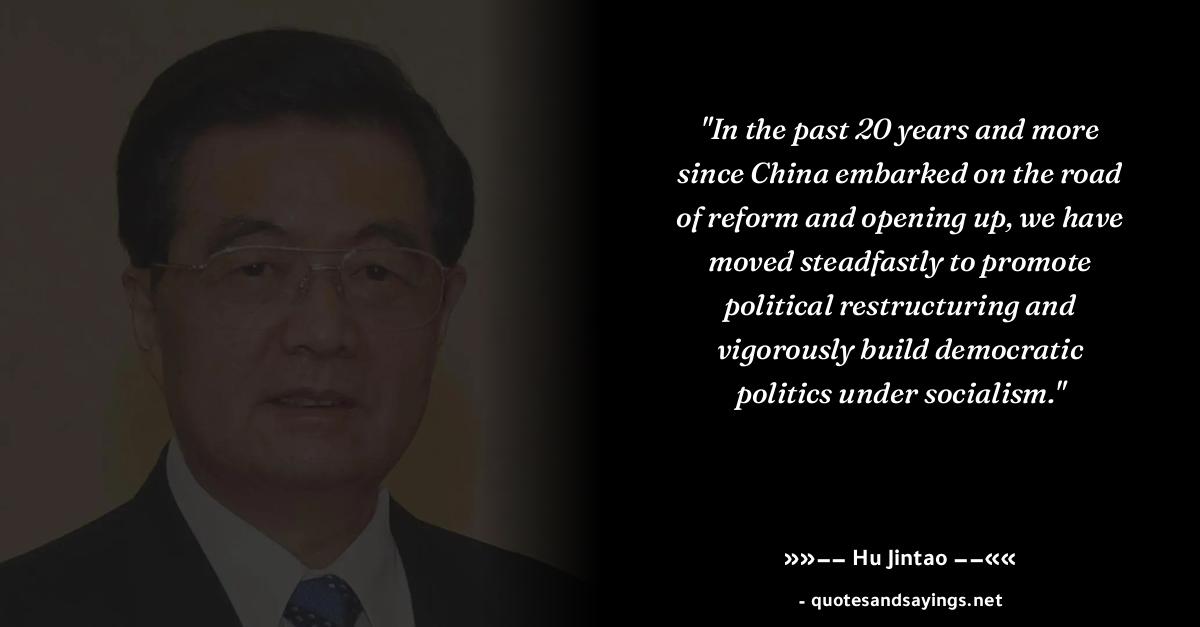 "In the past 20 years and more
since China embarked on the road
of reform and opening up, we have
moved steadfastly to promote
political restructuring and
vigorously build democratic
politics under socialism."
»»−− Hu Jintao −−««
- quotesandsayings.net